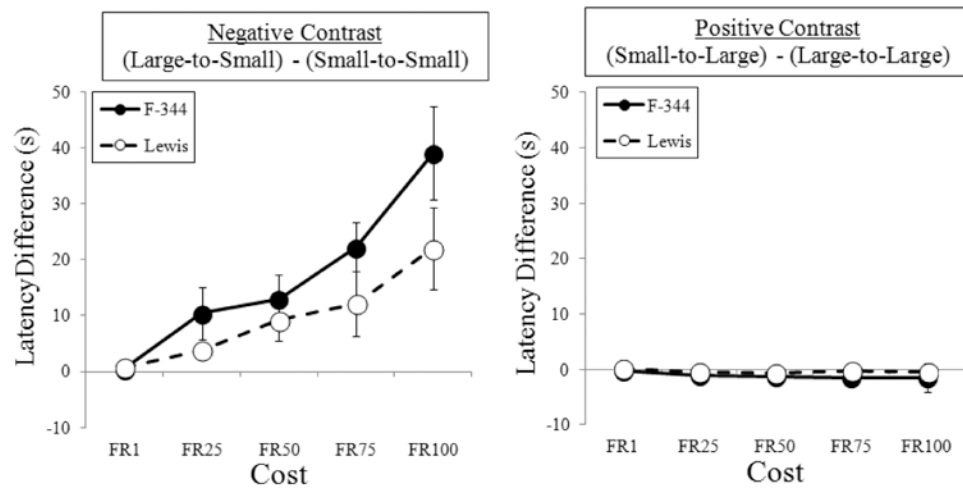 Negative Contrast
(Large-to-Small) - (Small-to-Small)
50
40
30
20
10
0
-10
LatencyDifference (s)
F-344
Lewis
FR1 FR25 FR50 FR75 FR100
Cost
Positive Contrast
(Small-to-Large) - (Large-to-Large)
50
40
30
20
10
0
-10
Latency Difference (s)
F-344
Lewis
FR1 FR25 FR50 FR75 FR100
Cost